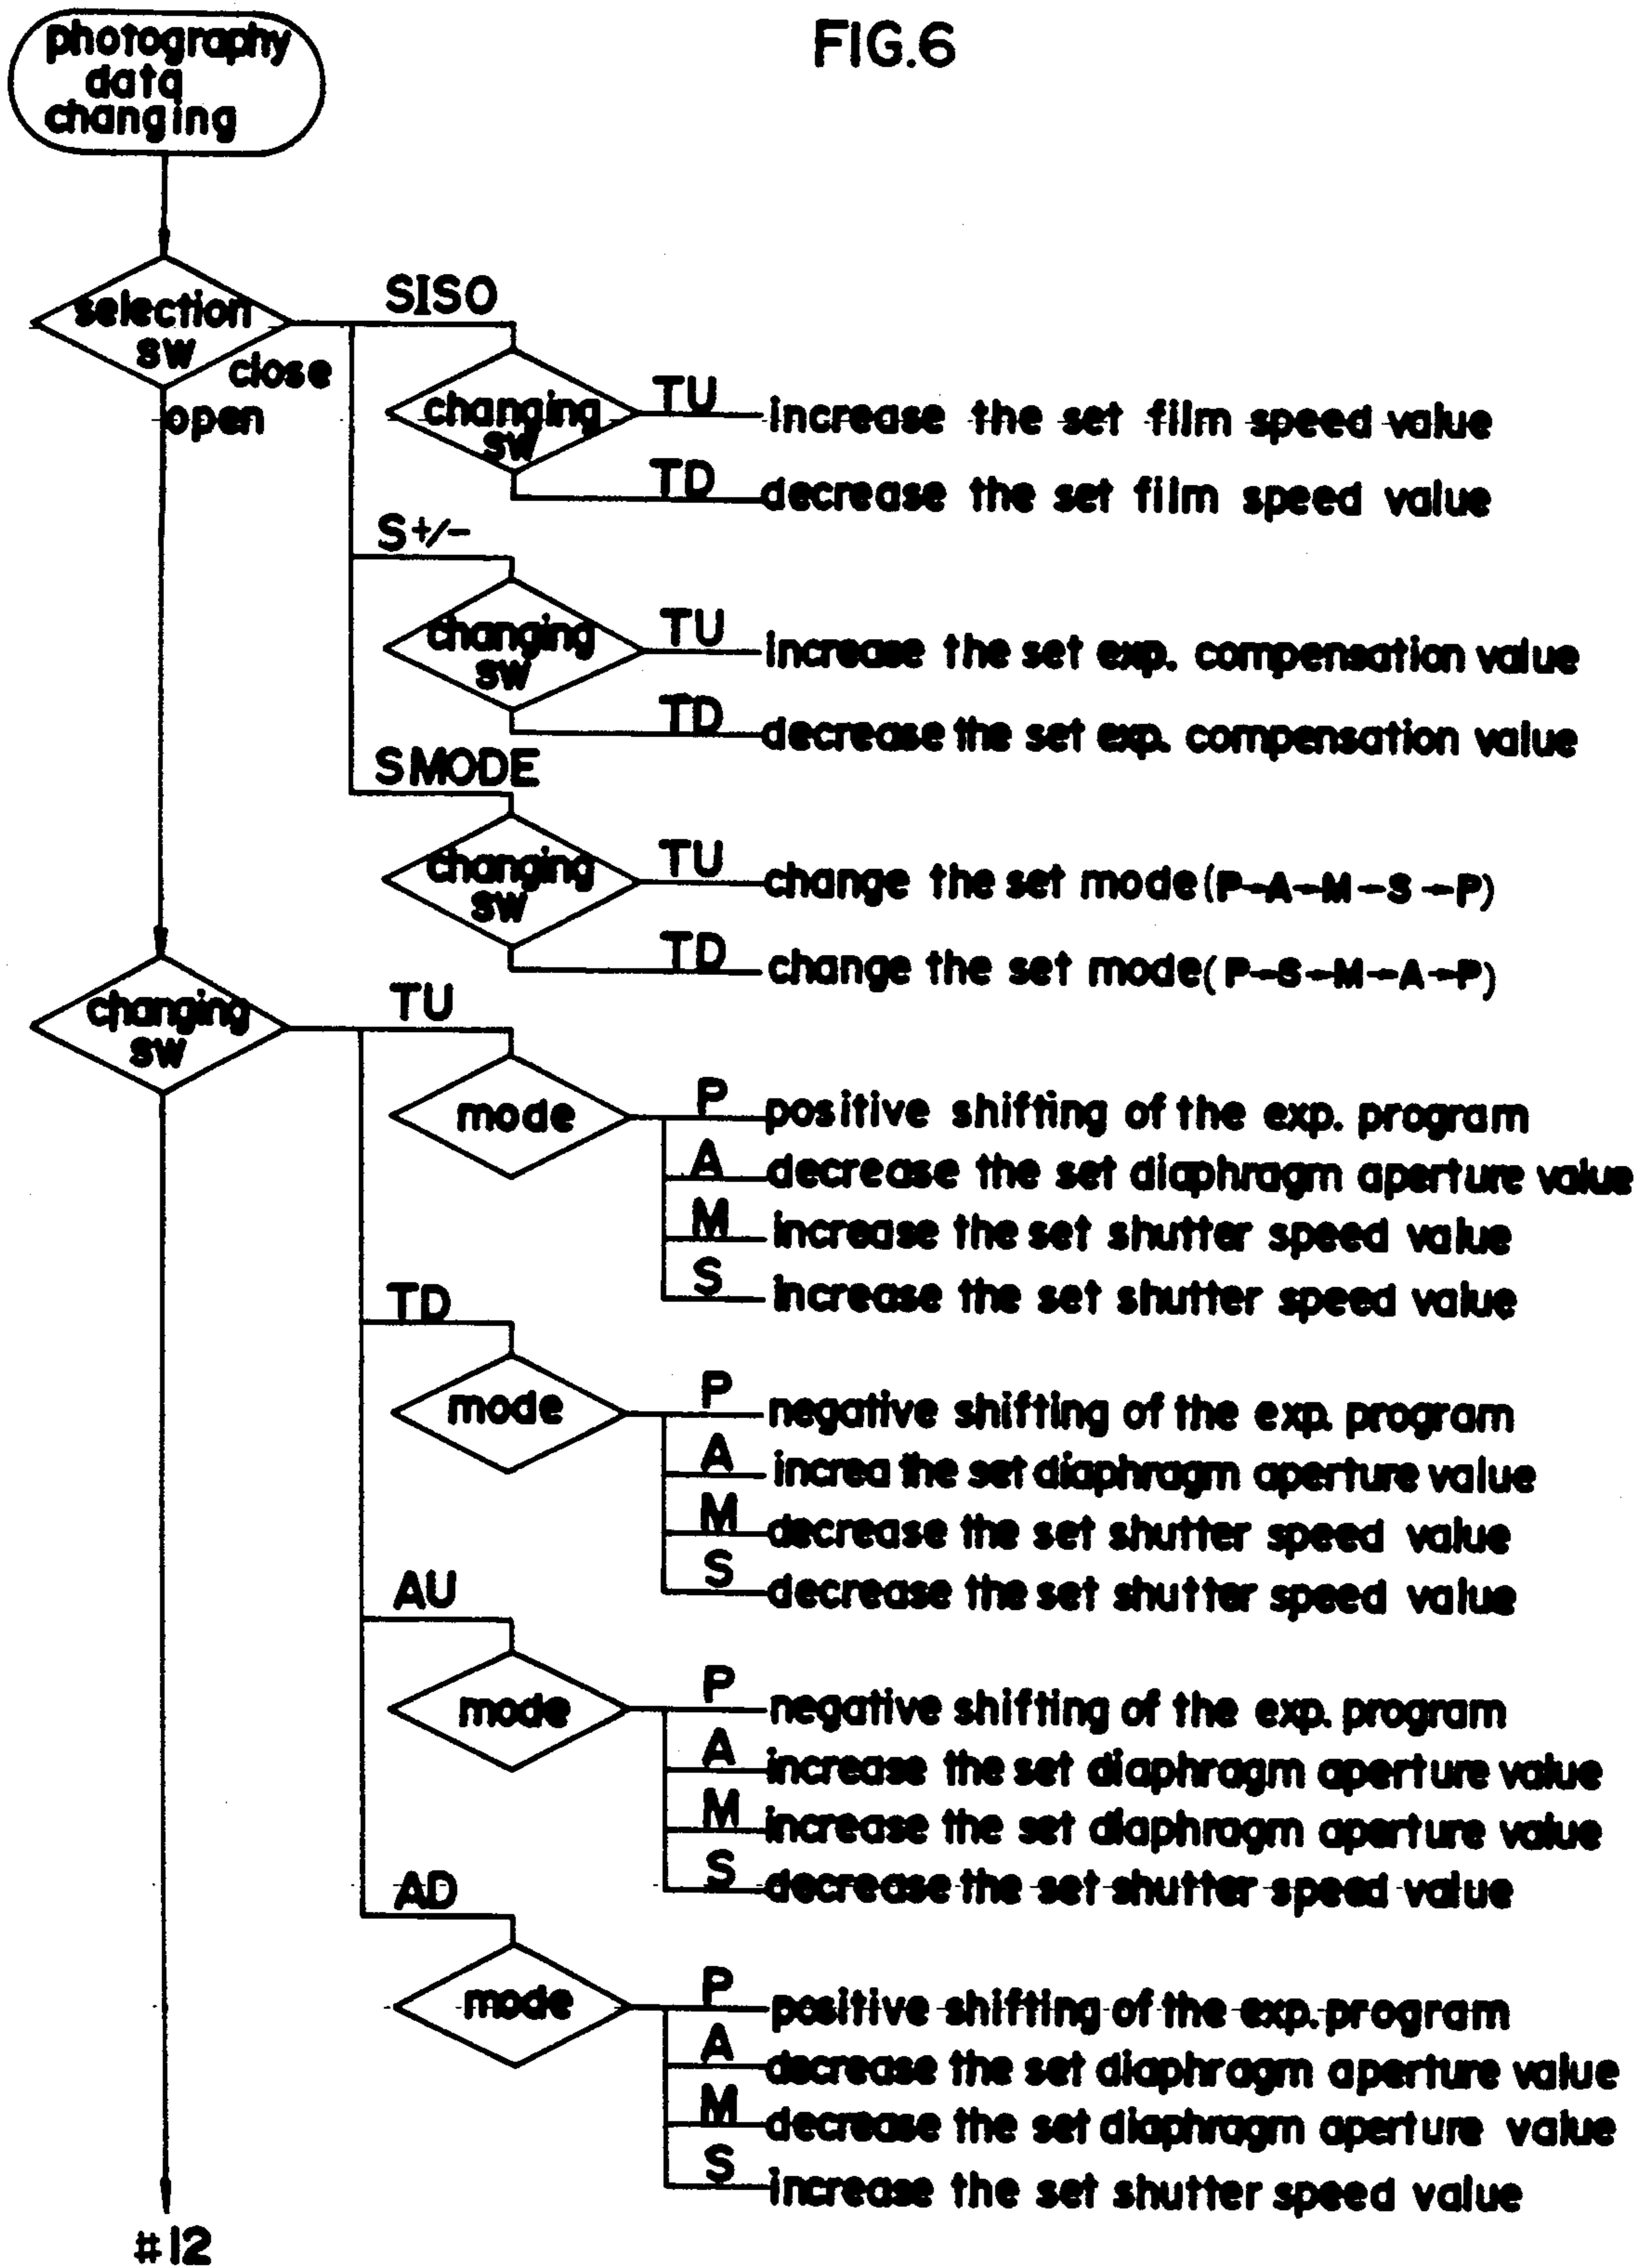 FIG.6
photography
data
changing
selection
SW
close
open
SISO
changing
SW
TU
increase the set film speed value
TD
decrease the set film speed value
S+/-
changing
SW
TU
increase the set exp. compensation value
TD
decrease the set exp. compensation value
SMODE
changing
SW
TU
change the set mode(P→A→M→S→P)
TD
change the set mode(P→S→M→A→P)
changing
SW
TU
mode
P
positive shifting of the exp. program
A
decrease the set diaphragm aperture value
M
increase the set shutter speed value
S
increase the set shutter speed value
TD
mode
P
negative shifting of the exp. program
A
increa the set diaphragm aperture value
M
decrease the set shutter speed value
S
decrease the set shutter speed value
AU
mode
P
negative shifting of the exp. program
A
increase the set diaphragm aperture value
M
increase the set diaphragm aperture value
S
decrease the set shutter speed value
AD
mode
P
positive shifting of the exp. program
A
decrease the set diaphragm aperture value
M
decrease the set diaphragm aperture value
S
increase the set shutter speed value
#12